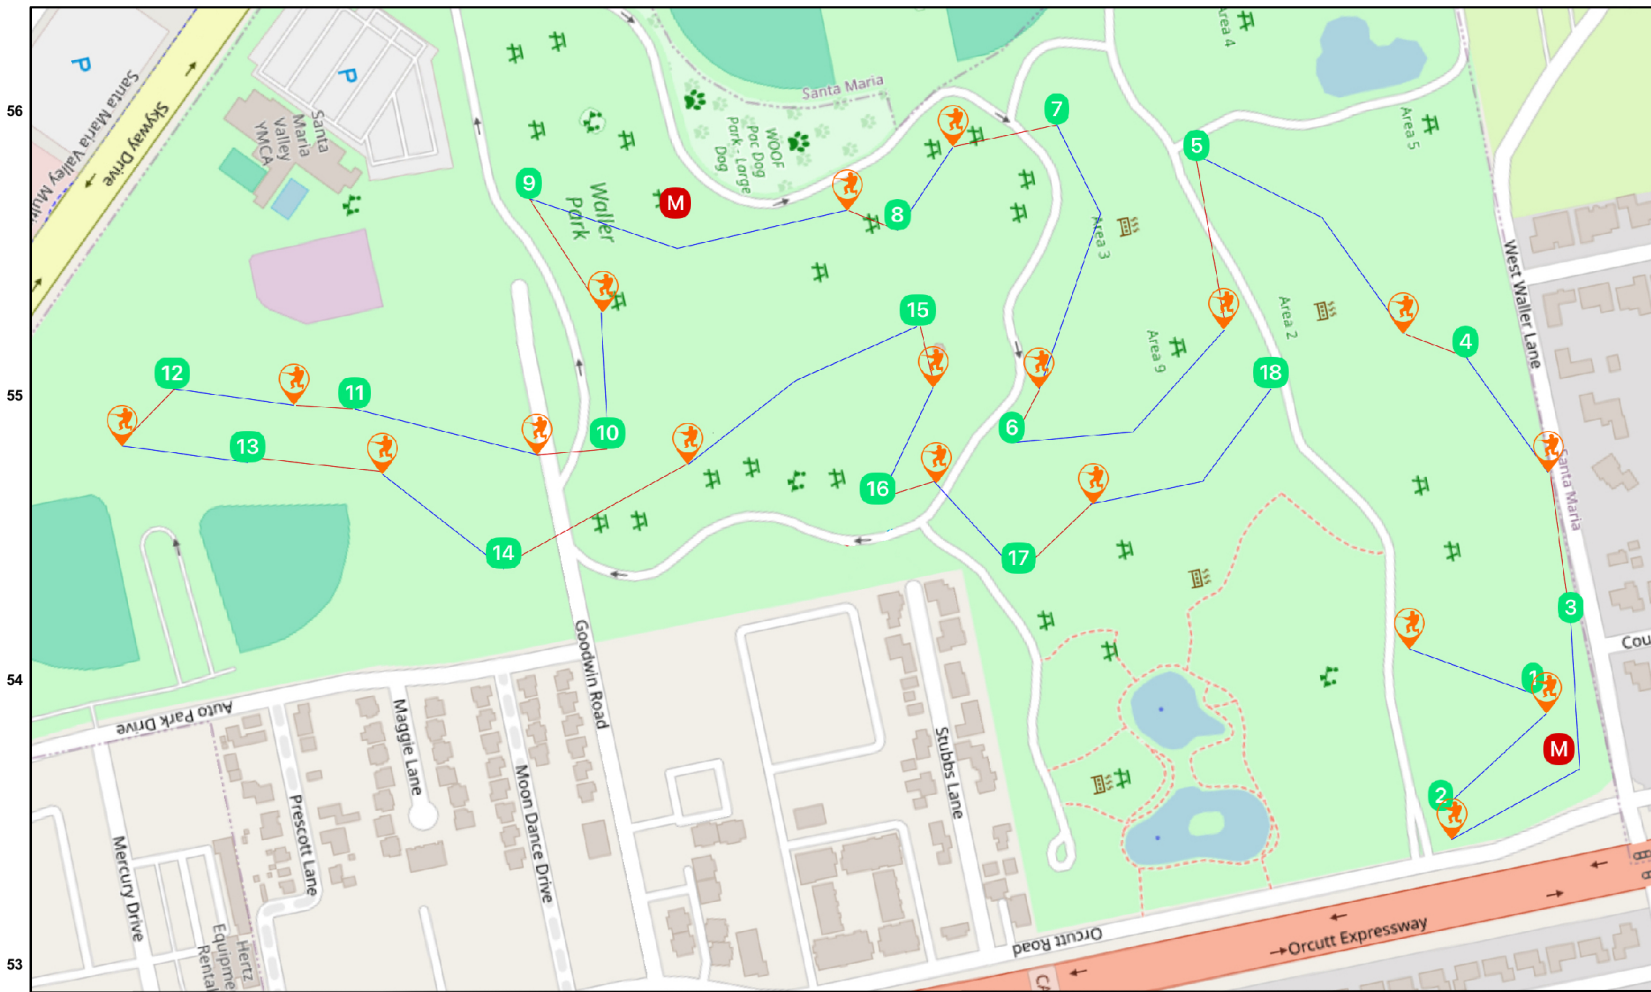 56
55
54
53
P
P
Santa Maria Valley Multi
Skyway Drive
Santa
Maria
Valley
YMCA
Waller
Park
WOOF
Pac Dog
Park - Large
Dog
Santa Maria
Area 4
Area 5
Area 3
Area 9
Area 2
West Waller Lane
Santa Maria
Cou
M
M
1
2
3
4
5
6
7
8
9
10
11
12
13
14
15
16
17
18
Auto Park Drive
Goodwin Road
Maggie Lane
Moon Dance Drive
Prescott Lane
Mercury Drive
Hertz
Equipme
Rental
Stubbs Lane
Orcutt Road
Orcutt Expressway
CA